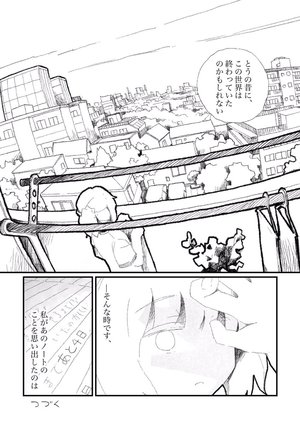 とうの昔に、
この世界は
終わっていた
のかもしれない
―そんな時です、
私があのノートの
ことを思い出したのは
て あと4日
つづく